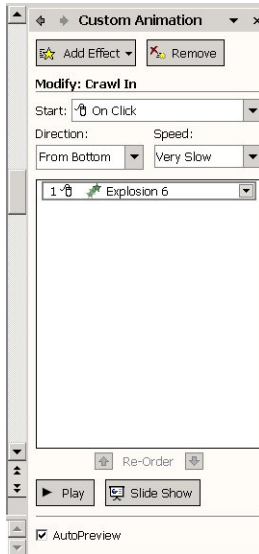 Custom Animation
Add Effect Remove
Modify: Crawl In
Start: On Click
Direction: Speed:
From Bottom Very Slow
1 Explosion 6
Re-Order
Play Slide Show
AutoPreview